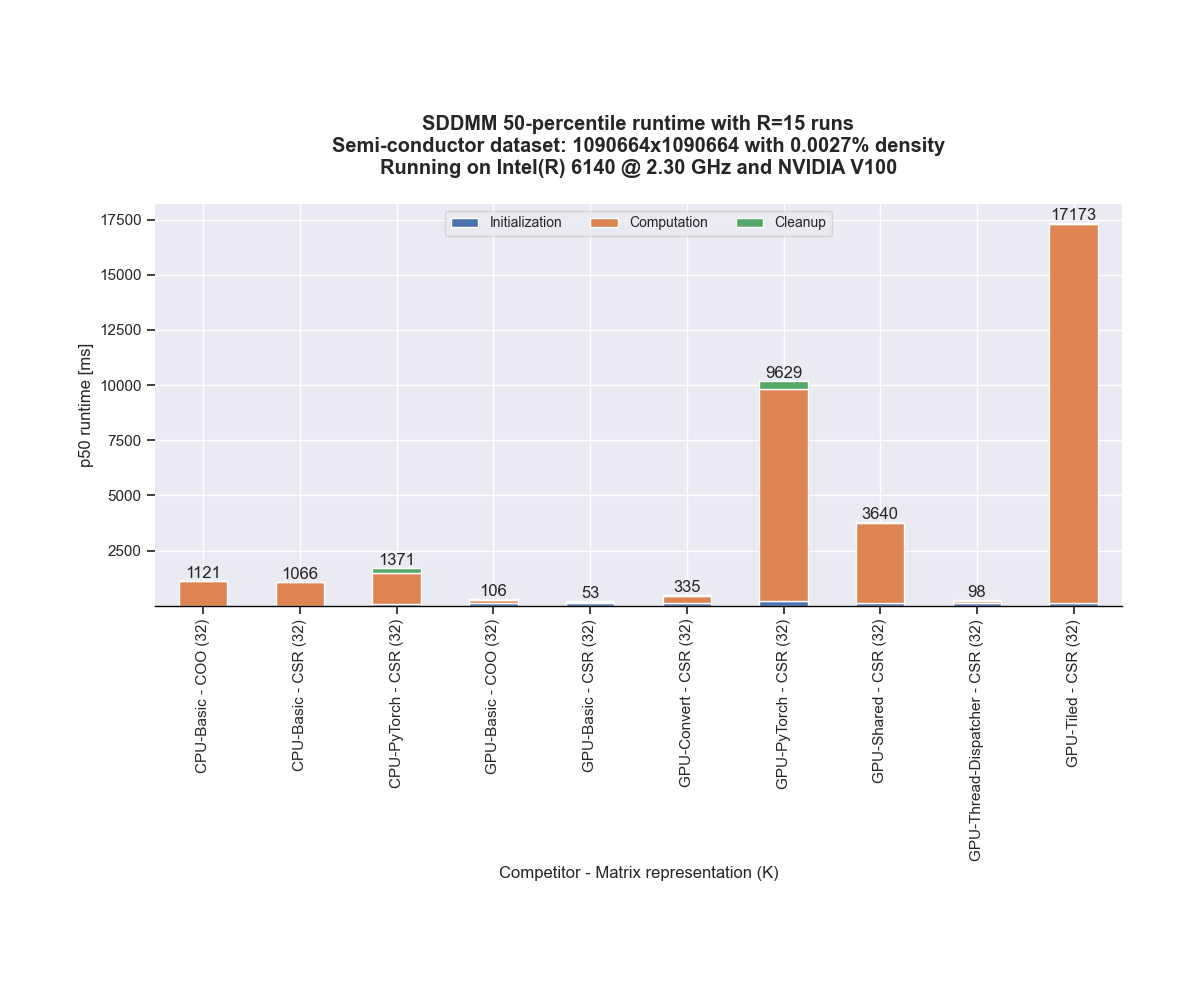 SDDMM 50-percentile runtime with R=15 runs
Semi-conductor dataset: 1090664x1090664 with 0.0027% density
Running on Intel(R) 6140 @ 2.30 GHz and NVIDIA V100
Initialization Computation Cleanup
p50 runtime [ms]
17500
15000
12500
10000
7500
5000
2500
1121
1066
1371
106
53
335
9629
3640
98
17173
CPU-Basic - COO (32)
CPU-Basic - CSR (32)
CPU-PyTorch - CSR (32)
GPU-Basic - COO (32)
GPU-Basic - CSR (32)
GPU-Convert - CSR (32)
GPU-PyTorch - CSR (32)
GPU-Shared - CSR (32)
GPU-Thread-Dispatcher - CSR (32)
GPU-Tiled - CSR (32)
Competitor - Matrix representation (K)